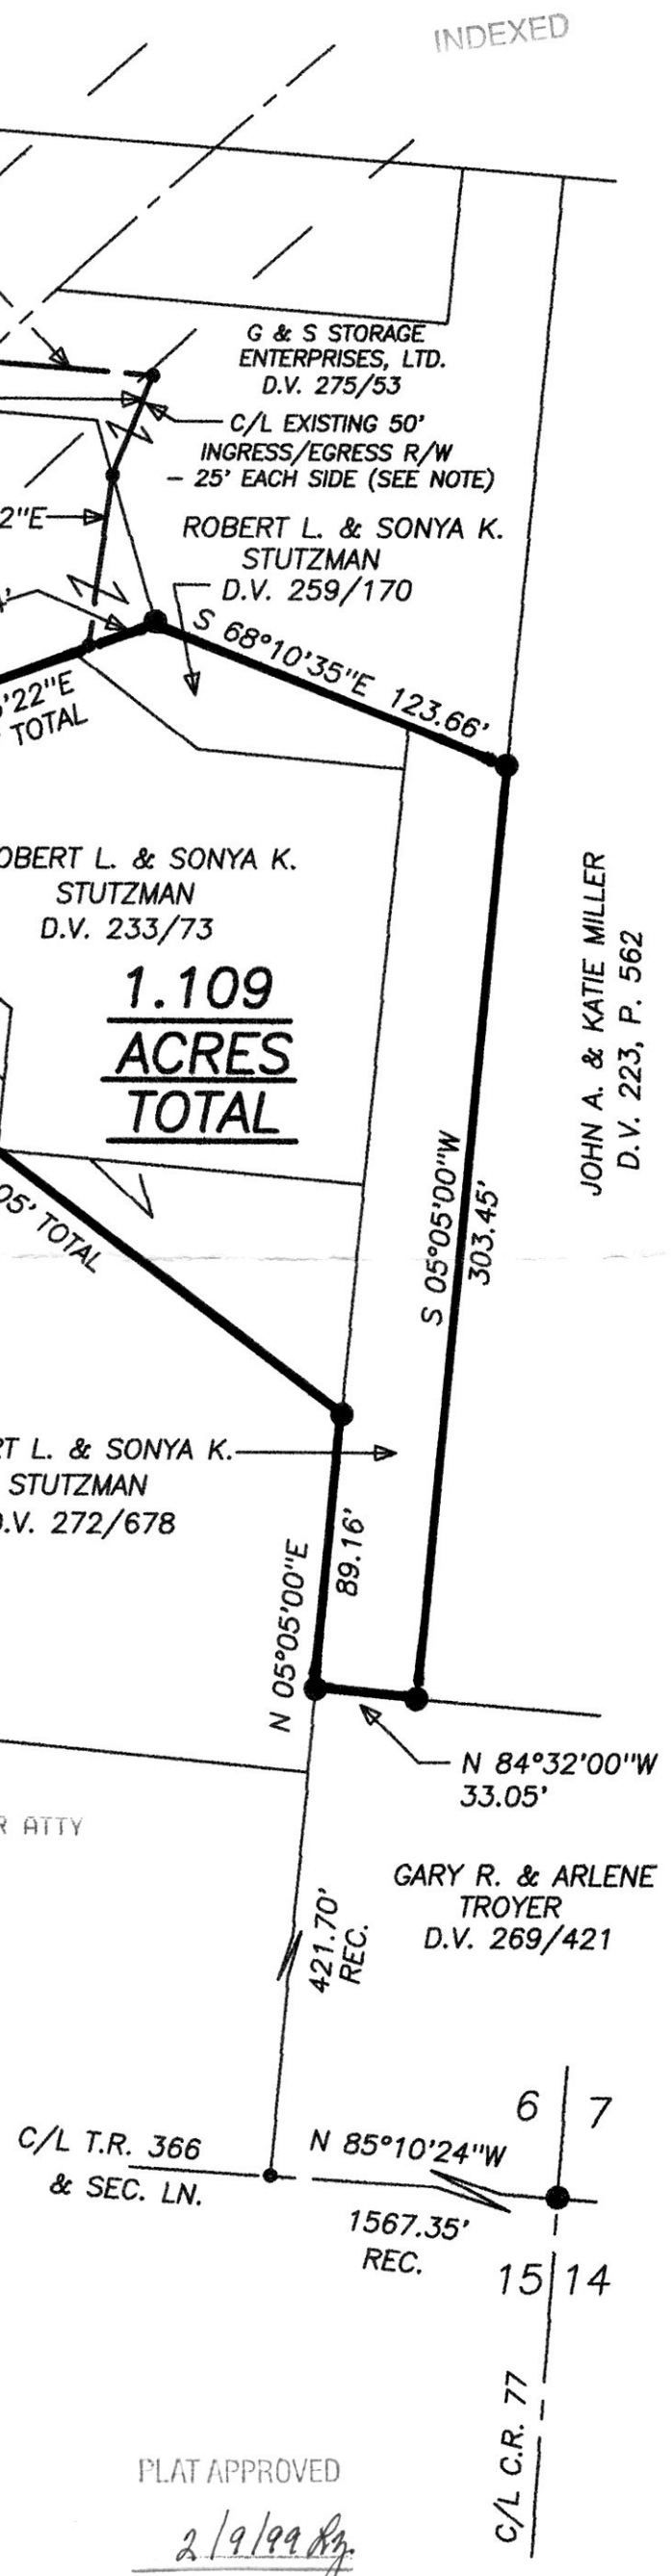 INDEXED
G & S STORAGE
ENTERPRISES, LTD.
D.V. 275/53
C/L EXISTING 50'
INGRESS/EGRESS R/W
- 25' EACH SIDE (SEE NOTE)
2"E
ROBERT L. & SONYA K.
STUTZMAN
D.V. 259/170
S 68°10'35"E 123.66'
'22"E
TOTAL
OBERT L. & SONYA K.
STUTZMAN
D.V. 233/73
1.109
ACRES
TOTAL
JOHN A. & KATIE MILLER
D.V. 223, P. 562
S 05°05'00"W
303.45'
05' TOTAL
RT L. & SONYA K.
STUTZMAN
.V. 272/678
N 05°05'00"E
89.16'
N 84°32'00"W
33.05'
R ATTY
GARY R. & ARLENE
TROYER
D.V. 269/421
421.70'
REC.
6 7
C/L T.R. 366
& SEC. LN.
N 85°10'24"W
1567.35'
REC.
15 14
C/L C.R. 77
PLAT APPROVED
2/9/99